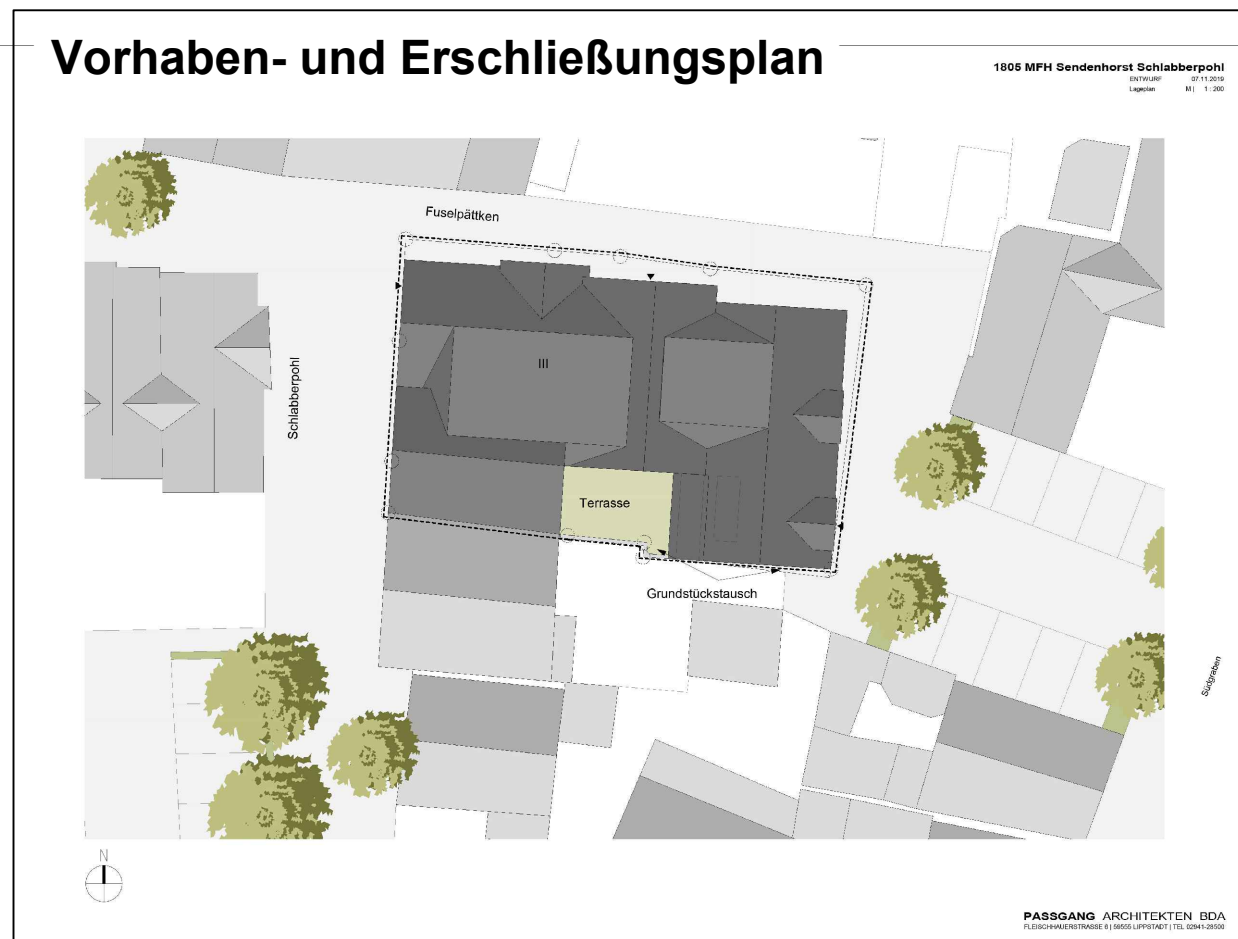 Vorhaben- und Erschließungsplan
1805 MFH Sendenhorst Schlabberpohl
ENTWURF 07.11.2019
Lageplan M | 1 : 200
Fuselpättken
Schlabberpohl
III
Terrasse
Grundstückstausch
Südgraben
N
PASSGANG ARCHITEKTEN BDA
FLEISCHHAUERSTRASSE 6 | 59555 LIPPSTADT | TEL 02941-28500